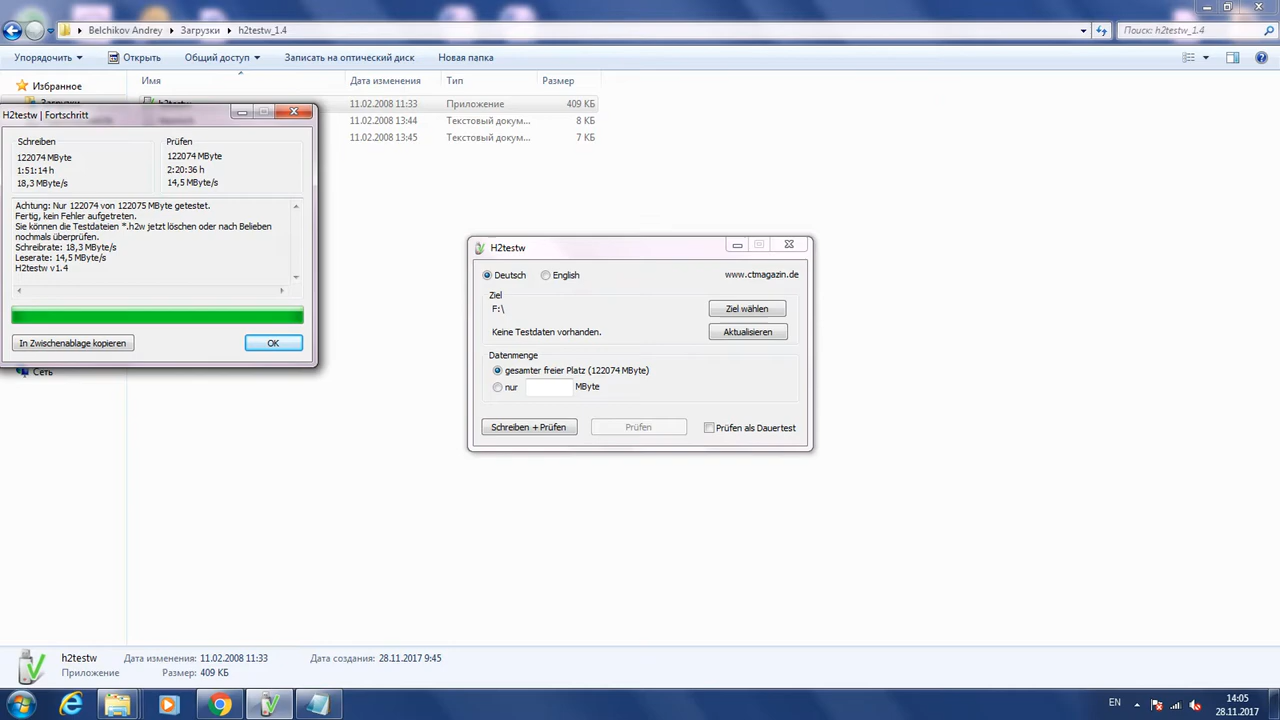 Belchikov Andrey
Загрузки
h2testw_1.4
Поиск: h2testw_1.4
Упорядочить
Открыть
Общий доступ
Записать на оптический диск
Новая папка
Избранное
Имя
Дата изменения
Тип
Размер
11.02.2008 11:33 Приложение 409 КБ
11.02.2008 13:44 Текстовый докум... 8 КБ
11.02.2008 13:45 Текстовый докум... 7 КБ
H2testw | Fortschritt
Schreiben
122074 MByte
1:51:14 h
18,3 MByte/s
Prüfen
122074 MByte
2:20:36 h
14,5 MByte/s
Achtung: Nur 122074 von 122075 MByte getestet.
Fertig, kein Fehler aufgetreten.
Sie können die Testdateien *.h2w jetzt löschen oder nach Belieben
nochmals überprüfen.
Schreibrate: 18,3 MByte/s
Leserate: 14,5 MByte/s
H2testw v1.4
In Zwischenablage kopieren
OK
Сеть
H2testw
Deutsch
English
www.ctmagazin.de
Ziel
F:\
Ziel wählen
Keine Testdaten vorhanden.
Aktualisieren
Datenmenge
gesamter freier Platz (122074 MByte)
nur
MByte
Schreiben + Prüfen
Prüfen
Prüfen als Dauertest
h2testw
Дата изменения: 11.02.2008 11:33
Дата создания: 28.11.2017 9:45
Приложение
Размер: 409 КБ
EN
14:05
28.11.2017